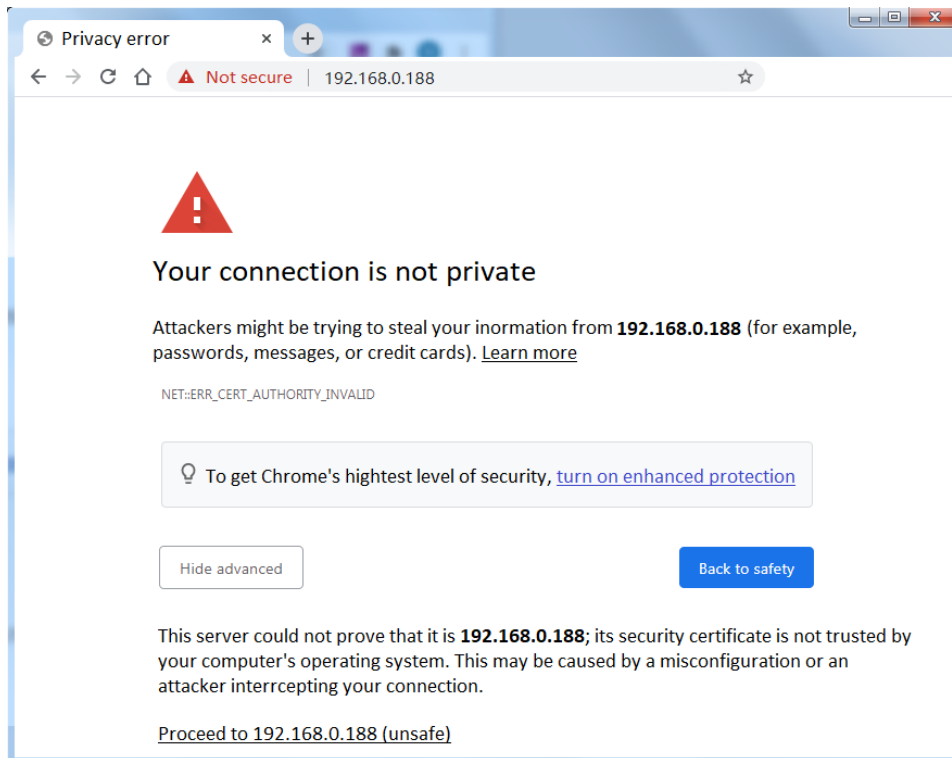 Privacy error
Not secure
192.168.0.188
Your connection is not private
Attackers might be trying to steal your inormation from 192.168.0.188 (for example,
passwords, messages, or credit cards). Learn more
NET::ERR_CERT_AUTHORITY_INVALID
To get Chrome's hightest level of security, turn on enhanced protection
Hide advanced
Back to safety
This server could not prove that it is 192.168.0.188; its security certificate is not trusted by
your computer's operating system. This may be caused by a misconfiguration or an
attacker interrcepting your connection.
Proceed to 192.168.0.188 (unsafe)